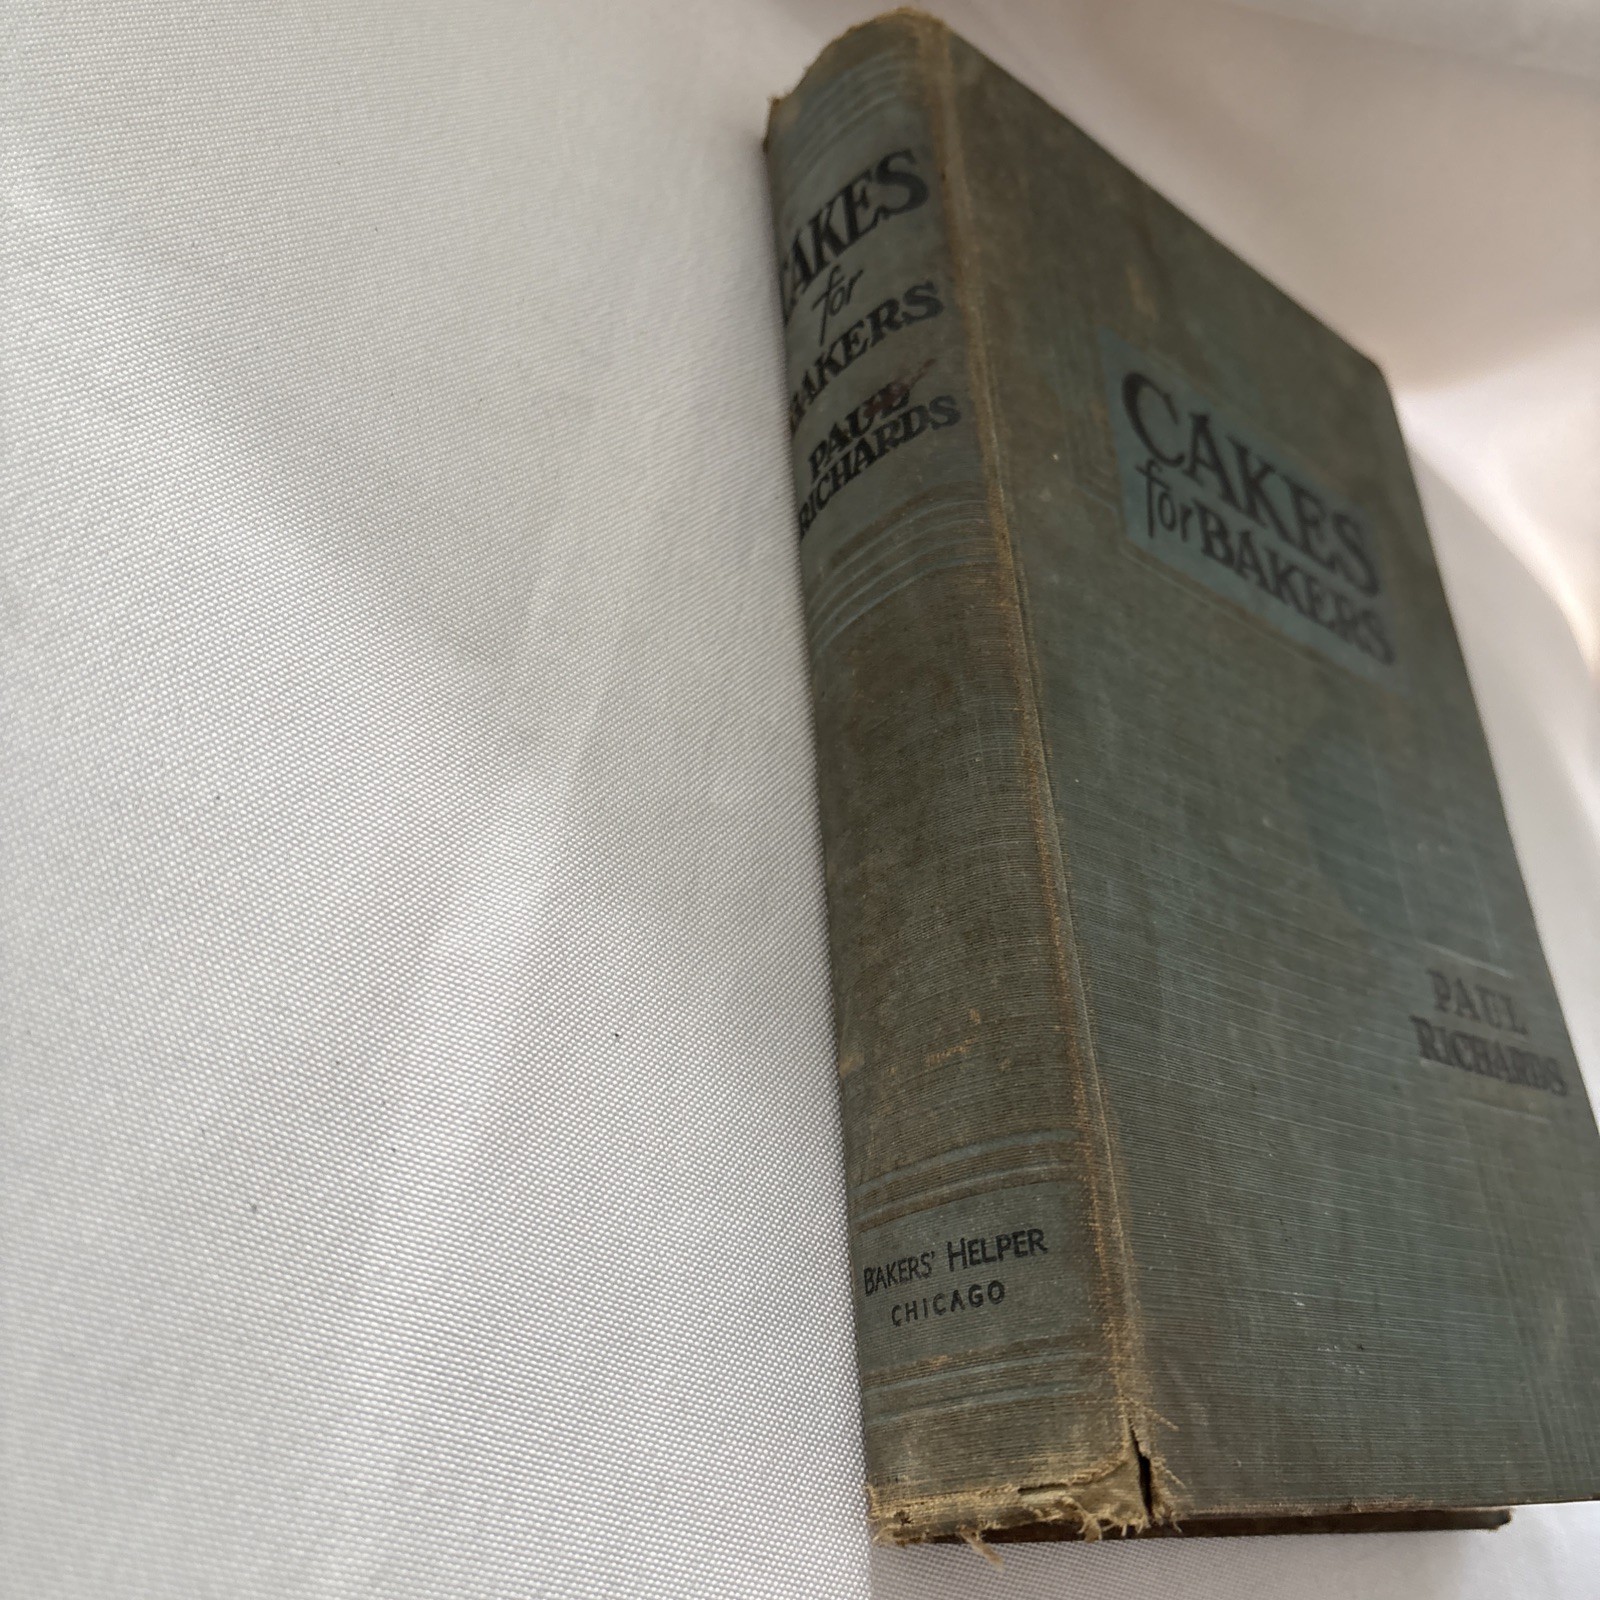 CAKES
for
BAKERS
PAUL
RICHARDS
BAKERS' HELPER
CHICAGO
CAKES
for BAKERS
PAUL
RICHARDS